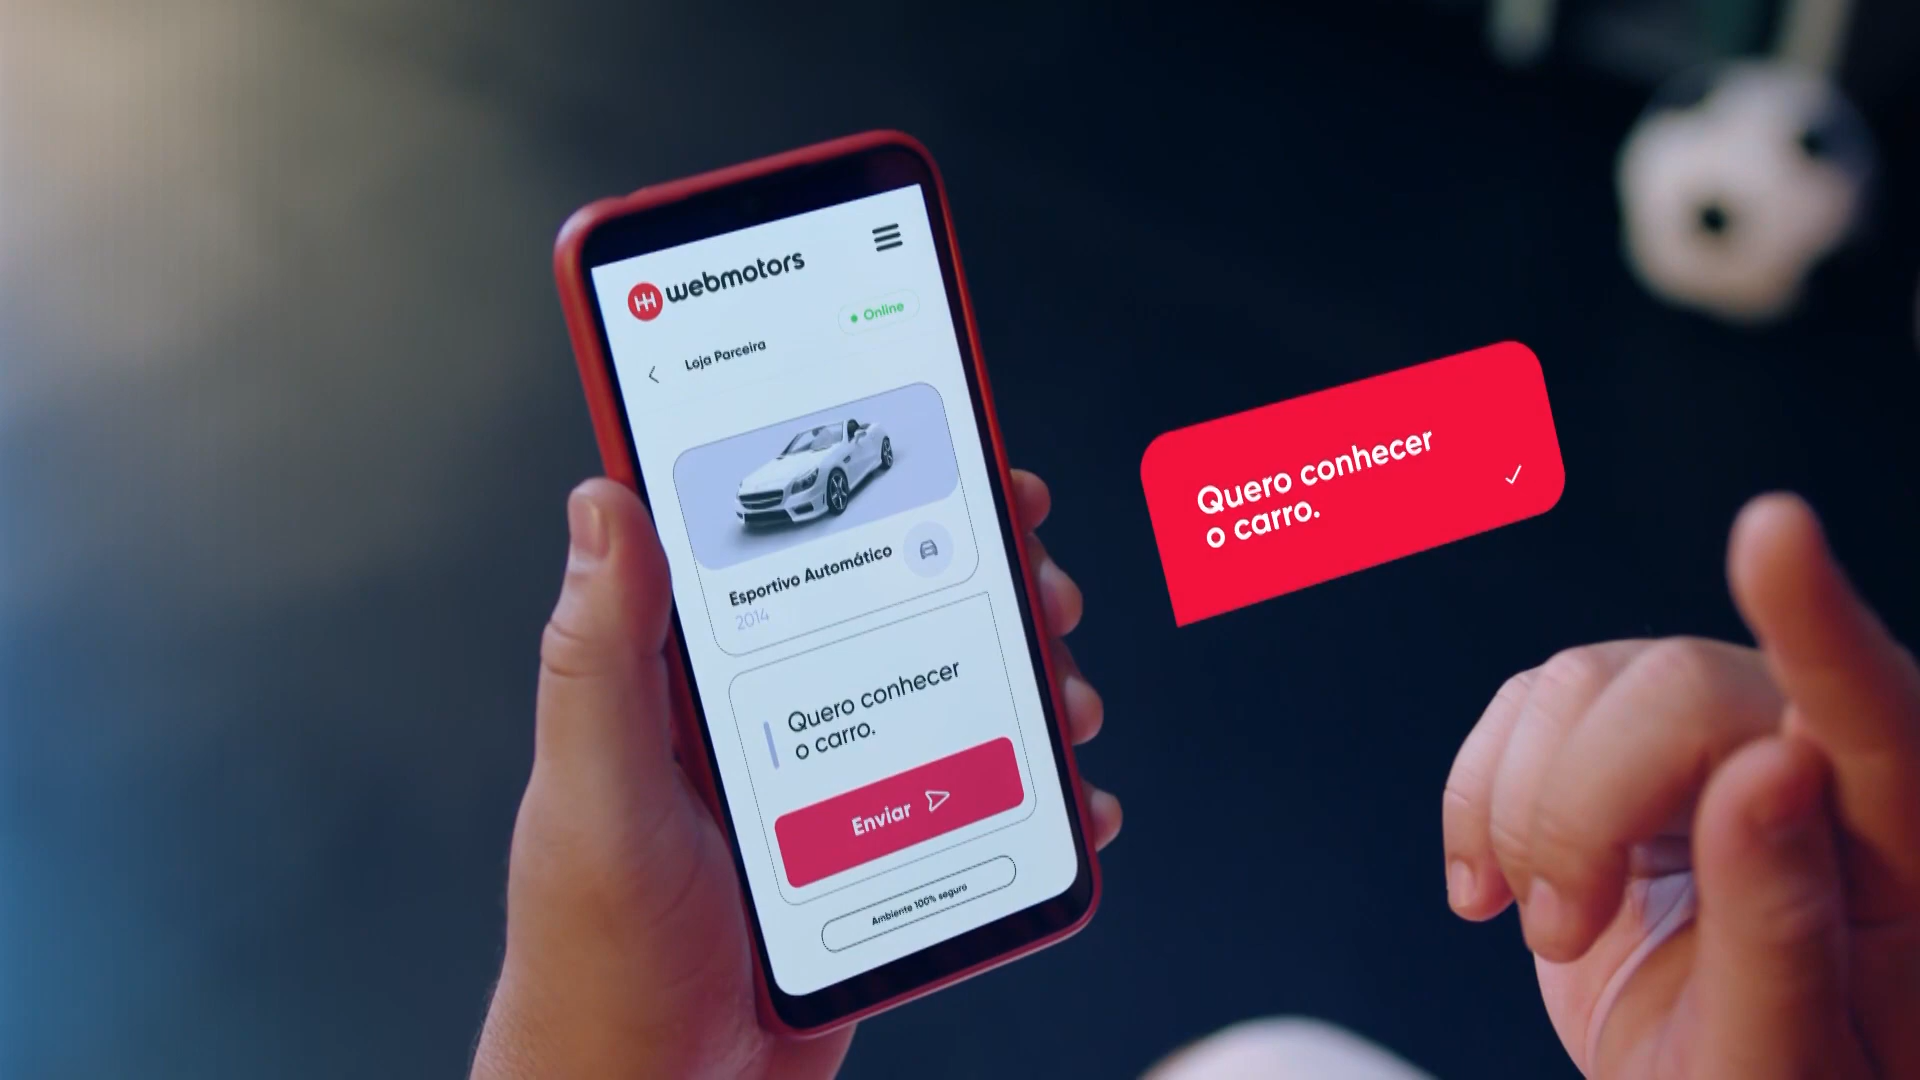 webmotors
Online
Loja Parceira
Esportivo Automático
2014
Quero conhecer
o carro.
Enviar
Ambiente 100% seguro
Quero conhecer
o carro.